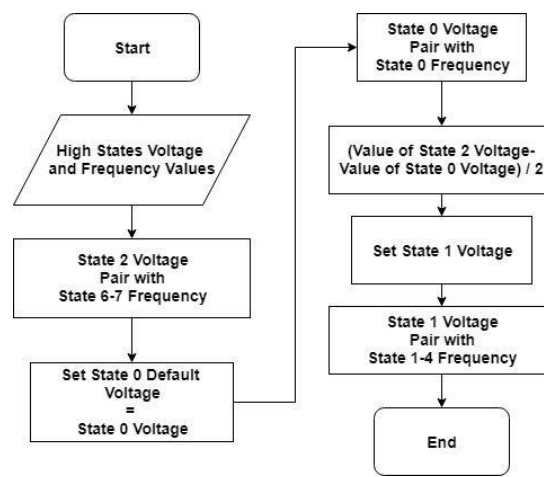 Start
High States Voltage
and Frequency Values
State 2 Voltage
Pair with
State 6-7 Frequency
Set State 0 Default
Voltage
=
State 0 Voltage
State 0 Voltage
Pair with
State 0 Frequency
(Value of State 2 Voltage-
Value of State 0 Voltage) / 2
Set State 1 Voltage
State 1 Voltage
Pair with
State 1-4 Frequency
End